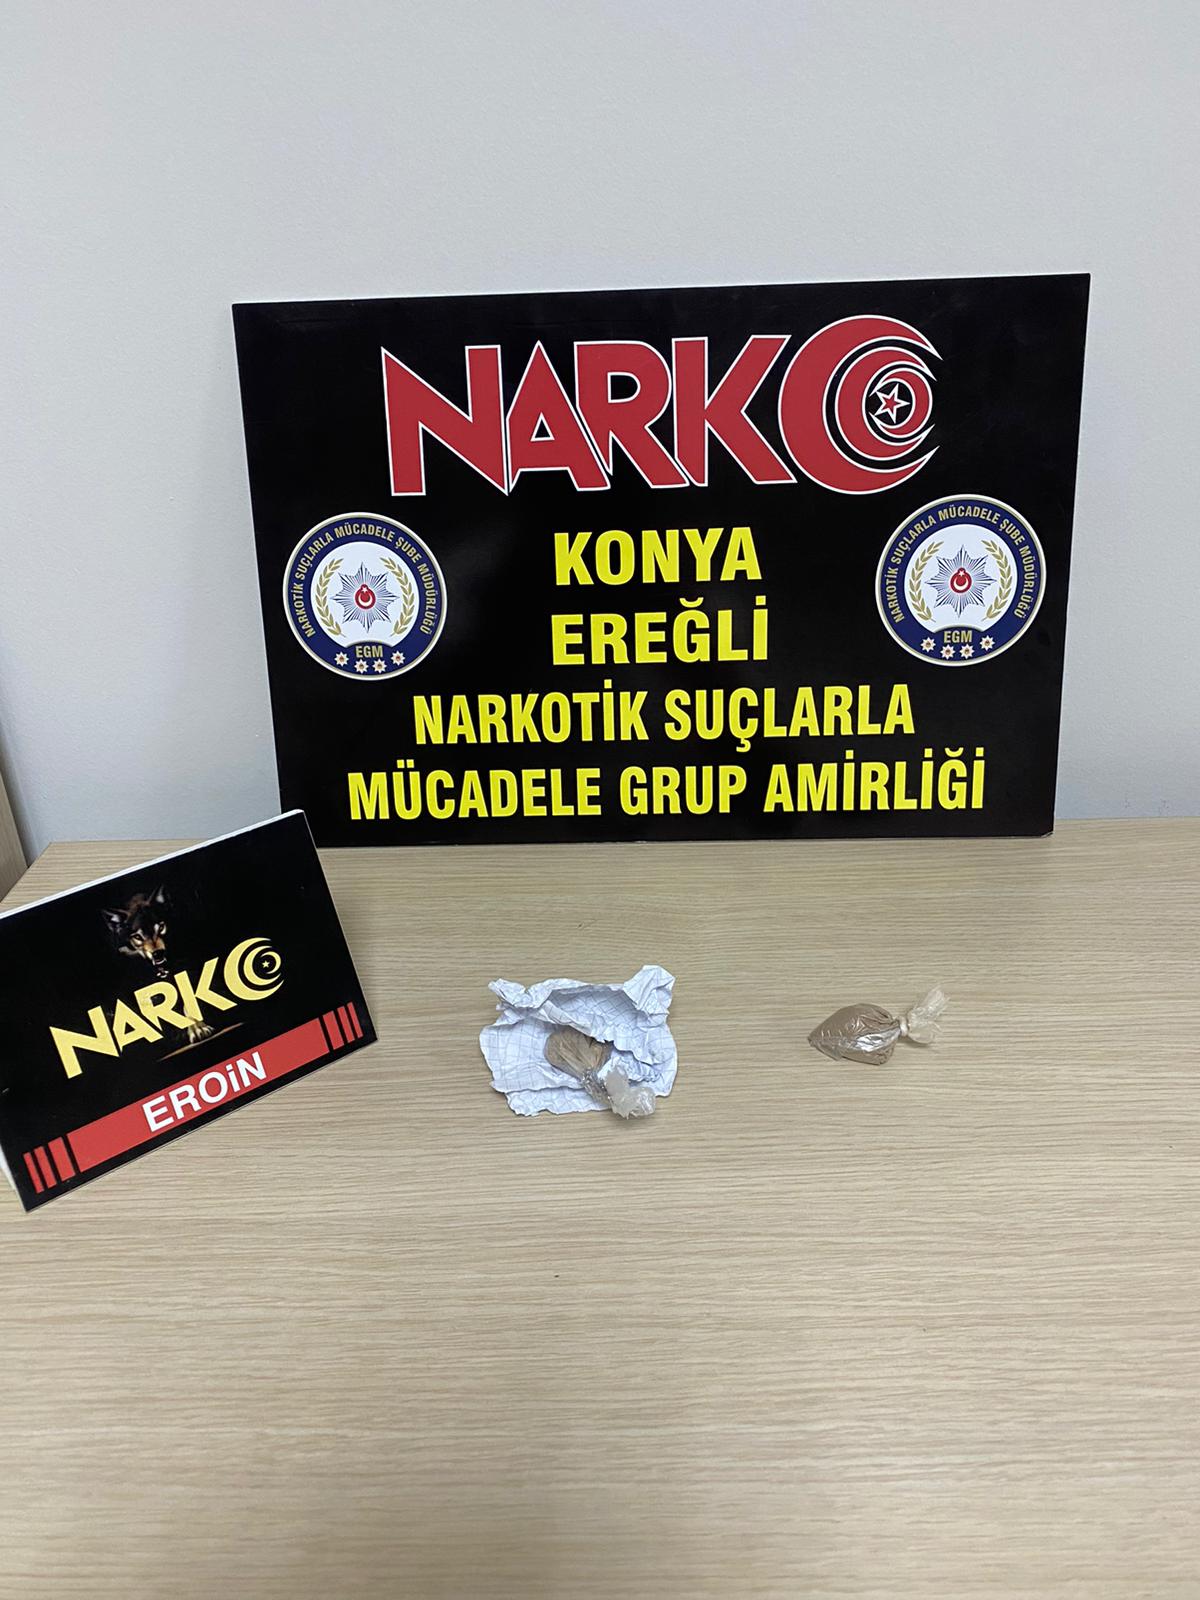 NARKO
KONYA
EREĞLİ
NARKOTİK SUÇLARLA
MÜCADELE GRUP AMİRLİĞİ
NARKOTİK SUÇLARLA MÜCADELE ŞUBE MÜDÜRLÜĞÜ
EGM
NARKOTİK SUÇLARLA MÜCADELE ŞUBE MÜDÜRLÜĞÜ
EGM
NARKO
EROiN